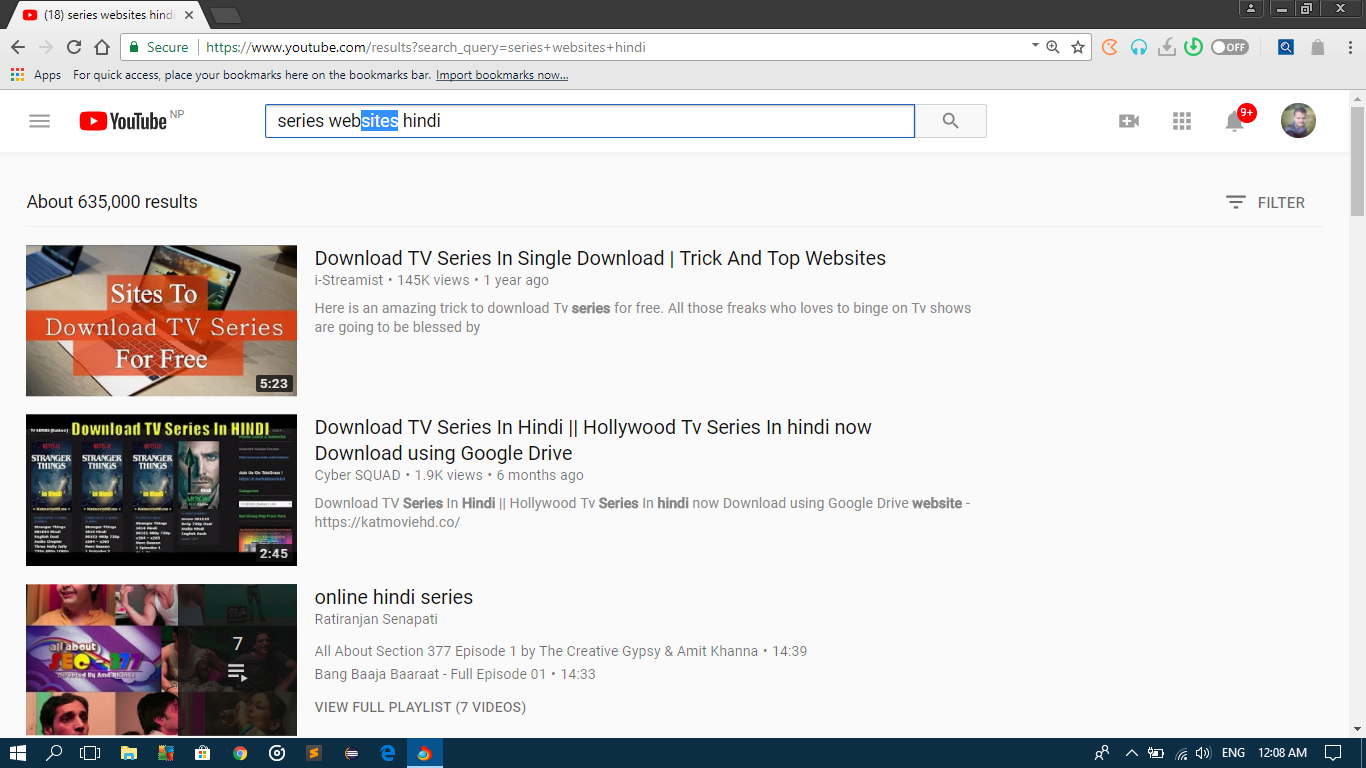 (18) series websites hindi
Secure
https://www.youtube.com/results?search_query=series+websites+hindi
OFF
Apps
For quick access, place your bookmarks here on the bookmarks bar. Import bookmarks now...
YouTube NP
series websites hindi
9+
About 635,000 results
FILTER
Sites To
Download TV Series
For Free
5:23
Download TV Series In Single Download | Trick And Top Websites
i-Streamist • 145K views • 1 year ago
Here is an amazing trick to download Tv series for free. All those freaks who loves to binge on Tv shows
are going to be blessed by
Download TV Series In HINDI
STRANGER THINGS
STRANGER THINGS
STRANGER THINGS
2:45
Download TV Series In Hindi || Hollywood Tv Series In hindi now
Download using Google Drive
Cyber SQUAD • 1.9K views • 6 months ago
Download TV Series In Hindi || Hollywood Tv Series In hindi now Download using Google Drive website -
https://katmoviehd.co/
all about
SEC-377
Directed By Amit Khanna
7
online hindi series
Ratiranjan Senapati
All About Section 377 Episode 1 by The Creative Gypsy & Amit Khanna • 14:39
Bang Baaja Baaraat - Full Episode 01 • 14:33
VIEW FULL PLAYLIST (7 VIDEOS)
ENG
12:08 AM